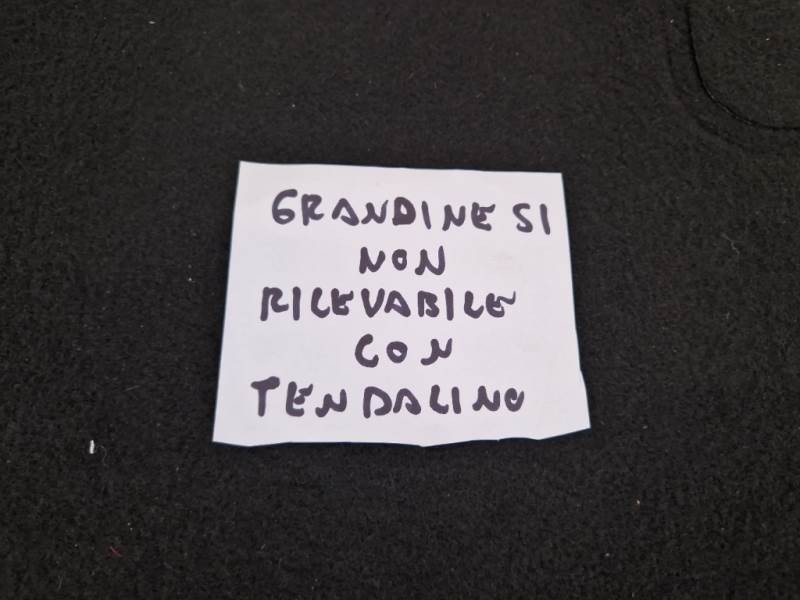 GRANDINE SI
NON
RILEVABILE
CON
TENDALINO